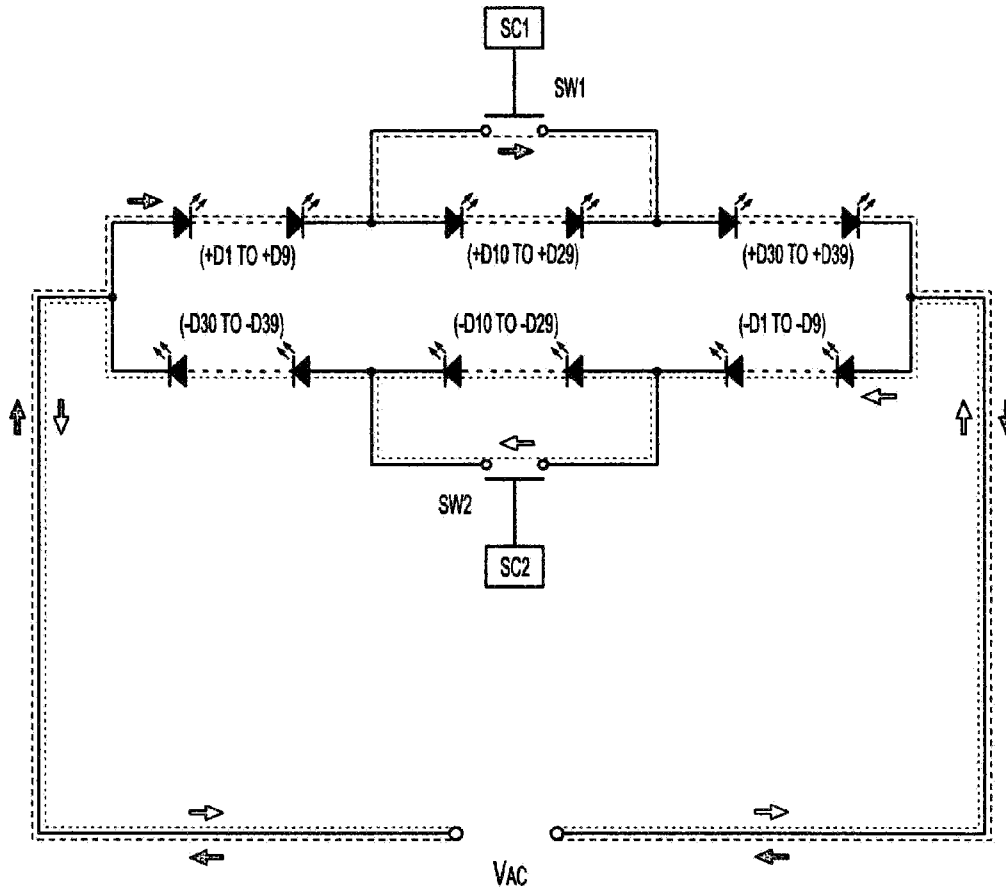 SC1
SW1
(+D1 TO +D9)
(+D10 TO +D29)
(+D30 TO +D39)
(-D30 TO -D39)
(-D10 TO -D29)
(-D1 TO -D9)
SW2
SC2
VAC